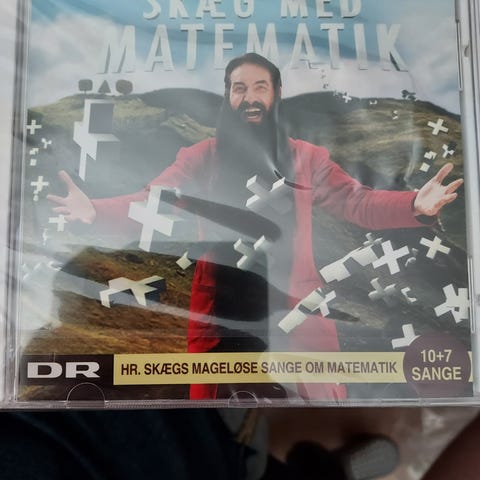 SKÆG MED
MATEMATIK
DR
HR. SKÆGS MAGELØSE SANGE OM MATEMATIK
10+7
SANGE